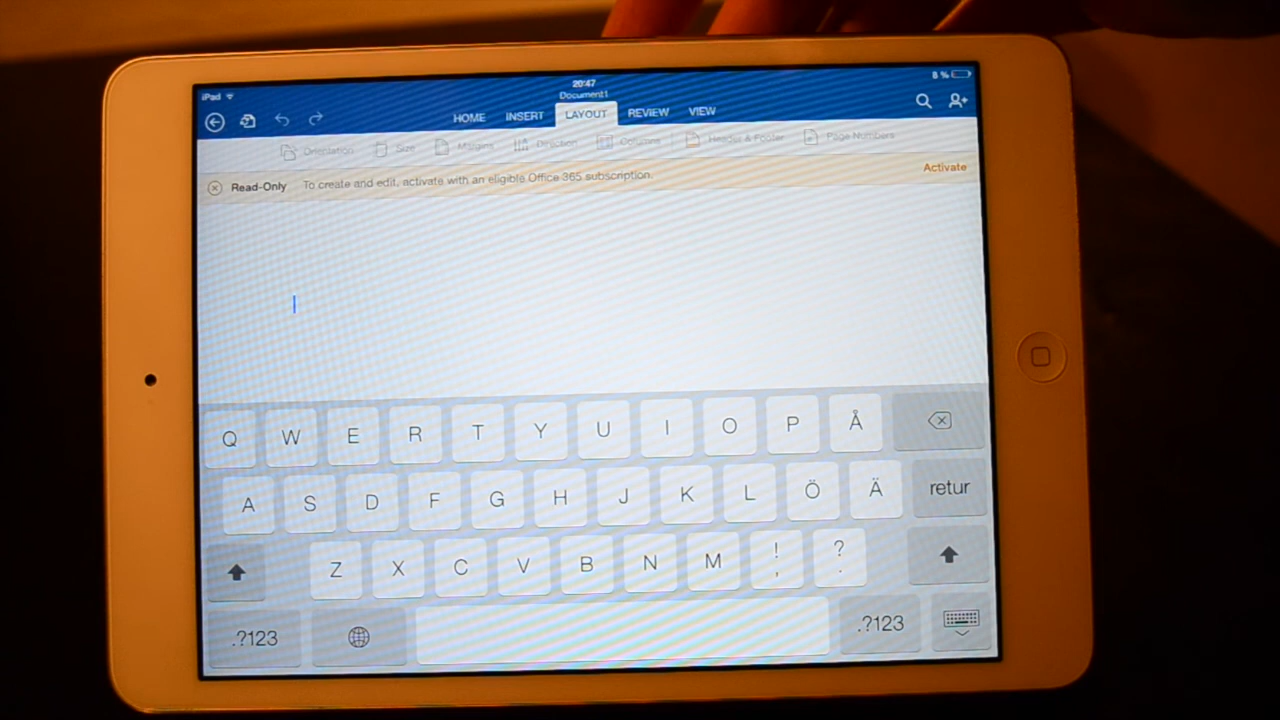 iPad 20:47 8 %
Document1
HOME INSERT LAYOUT REVIEW VIEW
Orientation Size Margins Direction Columns Header & Footer Page Numbers
Read-Only To create and edit, activate with an eligible Office 365 subscription. Activate
Q W E R T Y U I O P Å
A S D F G H J K L Ö Ä retur
Z X C V B N M ! , ? .
.?123 .?123